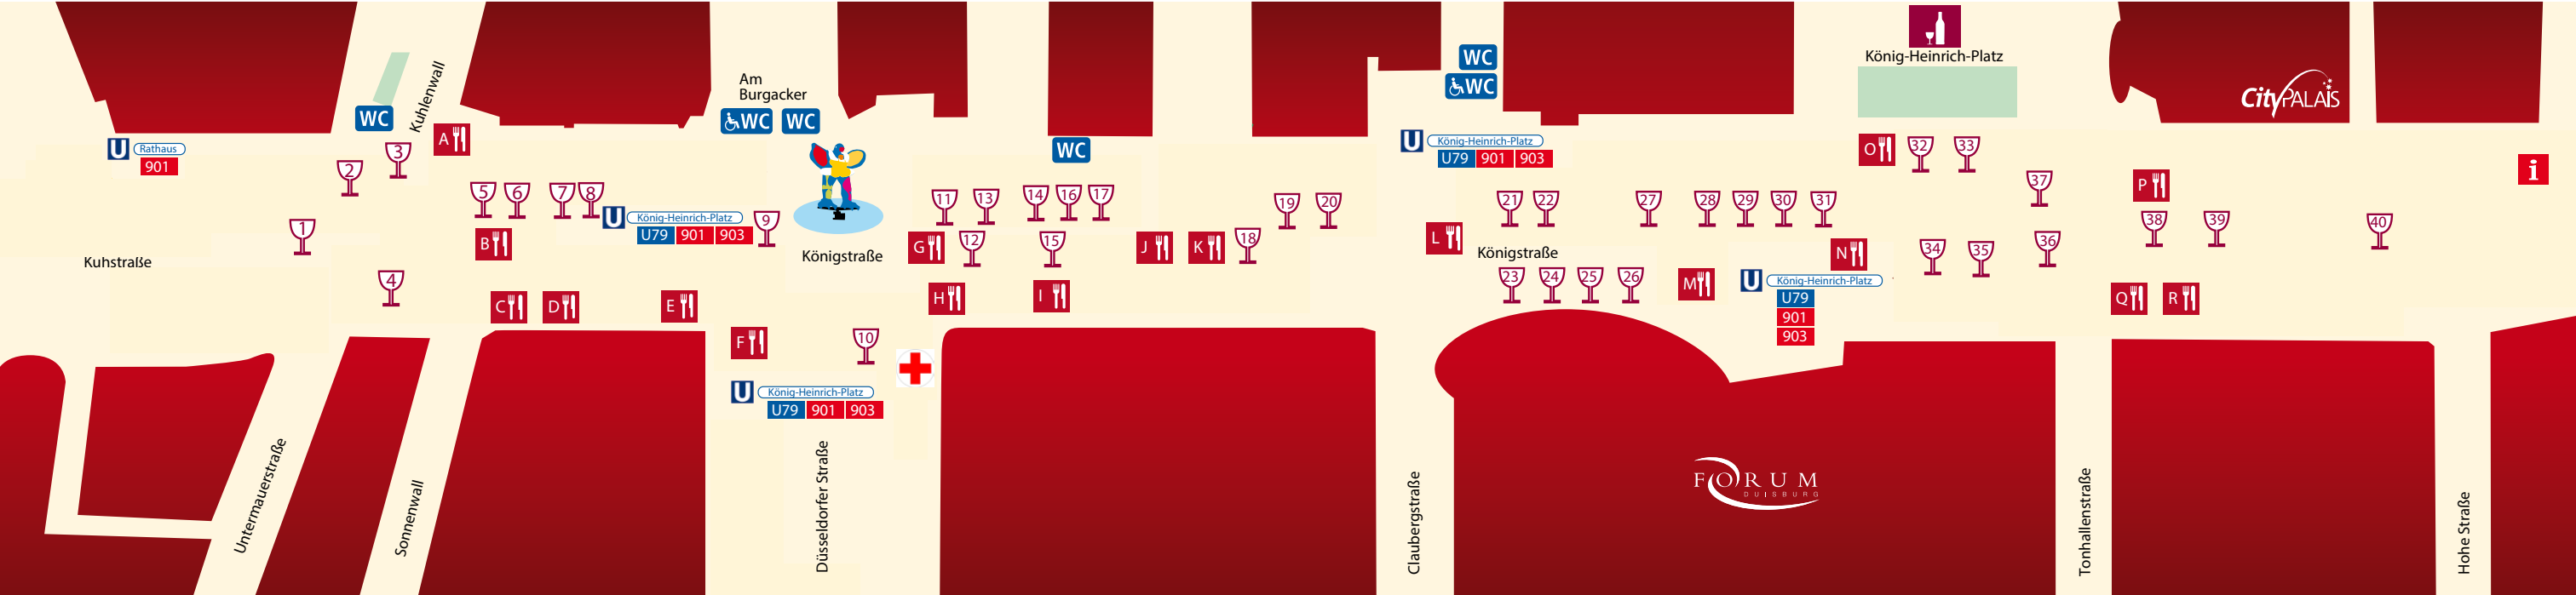 König-Heinrich-Platz
CityPALAIS
Kuhlenwall
Am
Burgacker
WC
WC
WC
WC
WC
WC
U
Rathaus
901
A
3
2
1
Kuhstraße
4
5
6
7
8
B
C
D
E
U
König-Heinrich-Platz
U79 901 903
9
Königstraße
F
10
U
König-Heinrich-Platz
U79 901 903
11
13
14
16
17
G
12
15
J
K
18
19
20
H
I
U
König-Heinrich-Platz
U79 901 903
21
22
27
28
29
30
31
L
Königstraße
23
24
25
26
M
N
U
König-Heinrich-Platz
U79
901
903
O
32
33
34
35
36
37
P
38
39
40
Q
R
i
Untermauerstraße
Sonnenwall
Düsseldorfer Straße
Claubergstraße
FORUM
DUISBURG
Tonhallenstraße
Hohe Straße